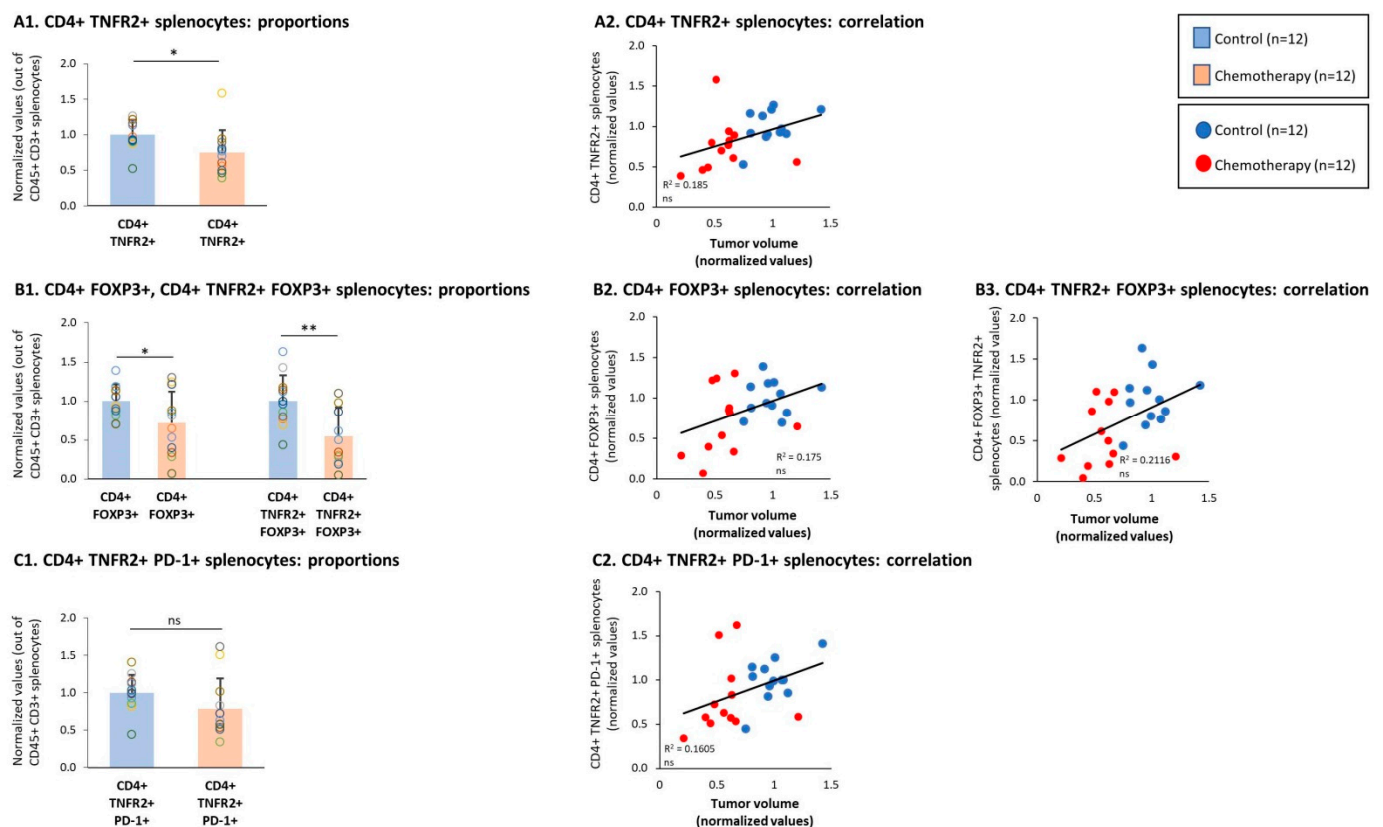 A1. CD4+ TNFR2+ splenocytes: proportions
Normalized values (out of
CD45+ CD3+ splenocytes)
2.0
1.5
1.0
0.5
0.0
*
CD4+
TNFR2+
CD4+
TNFR2+
A2. CD4+ TNFR2+ splenocytes: correlation
CD4+ TNFR2+ splenocytes
(normalized values)
2.0
1.5
1.0
0.5
0.0
R² = 0.185
ns
0
0.5
1
1.5
Tumor volume
(normalized values)
Control (n=12)
Chemotherapy (n=12)
Control (n=12)
Chemotherapy (n=12)
B1. CD4+ FOXP3+, CD4+ TNFR2+ FOXP3+ splenocytes: proportions
Normalized values (out of
CD45+ CD3+ splenocytes)
2.0
1.5
1.0
0.5
0.0
*
**
CD4+
FOXP3+
CD4+
FOXP3+
CD4+
TNFR2+
FOXP3+
CD4+
TNFR2+
FOXP3+
B2. CD4+ FOXP3+ splenocytes: correlation
CD4+ FOXP3+ splenocytes
(normalized values)
2.0
1.5
1.0
0.5
0.0
R² = 0.175
ns
0
0.5
1
1.5
Tumor volume
(normalized values)
B3. CD4+ TNFR2+ FOXP3+ splenocytes: correlation
CD4+ FOXP3+ TNFR2+
splenocytes (normalized values)
2.0
1.5
1.0
0.5
0.0
R² = 0.2116
ns
0
0.5
1
1.5
Tumor volume
(normalized values)
C1. CD4+ TNFR2+ PD-1+ splenocytes: proportions
Normalized values (out of
CD45+ CD3+ splenocytes)
2.0
1.5
1.0
0.5
0.0
ns
CD4+
TNFR2+
PD-1+
CD4+
TNFR2+
PD-1+
C2. CD4+ TNFR2+ PD-1+ splenocytes: correlation
CD4+ TNFR2+ PD-1+ splenocytes
(normalized values)
2.0
1.5
1.0
0.5
0.0
R² = 0.1605
ns
0
0.5
1
1.5
Tumor volume
(normalized values)